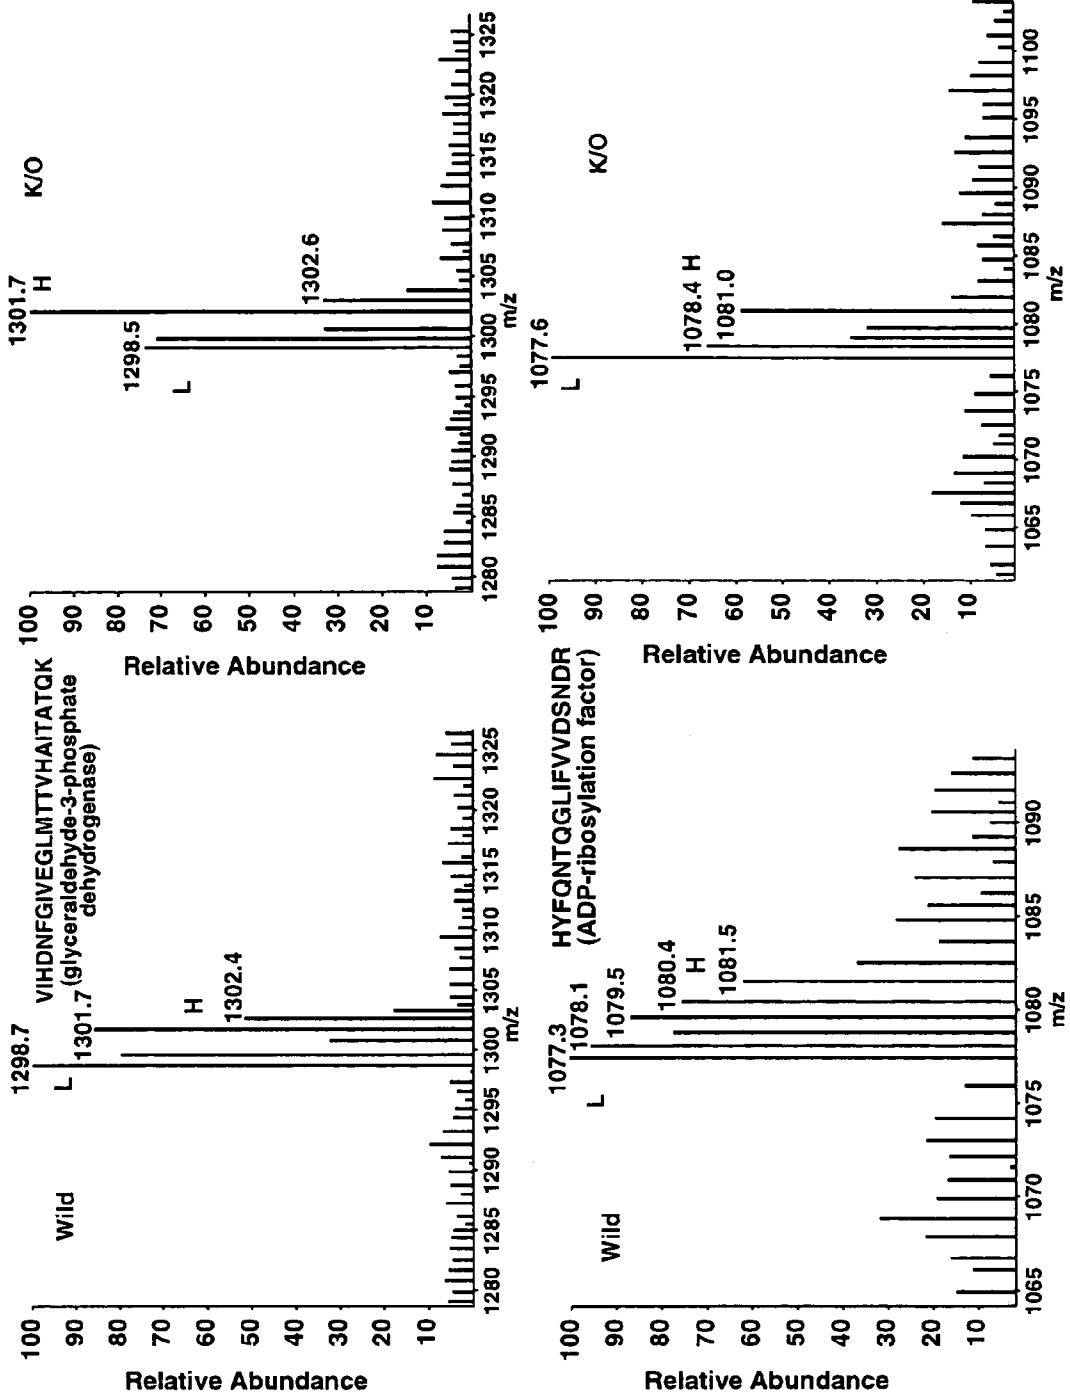 VIHDNFGIVEGLMTTVHAITATQK
(glyceraldehyde-3-phosphate
dehydrogenase)
Wild
1298.7
L
1301.7
H
1302.4
100
90
80
70
60
50
40
30
20
10
Relative Abundance
1280 1285 1290 1295 1300 1305 1310 1315 1320 1325
m/z
K/O
1301.7
H
1298.5
L
1302.6
100
90
80
70
60
50
40
30
20
10
Relative Abundance
1280 1285 1290 1295 1300 1305 1310 1315 1320 1325
m/z
HYFQNTQGLIFVVDSNDR
(ADP-ribosylation factor)
Wild
1077.3
L
1078.1
1079.5
1080.4
H
1081.5
100
90
80
70
60
50
40
30
20
10
Relative Abundance
1065 1070 1075 1080 1085 1090
m/z
K/O
1077.6
L
1078.4 H
1081.0
100
90
80
70
60
50
40
30
20
10
Relative Abundance
1065 1070 1075 1080 1085 1090 1095 1100
m/z